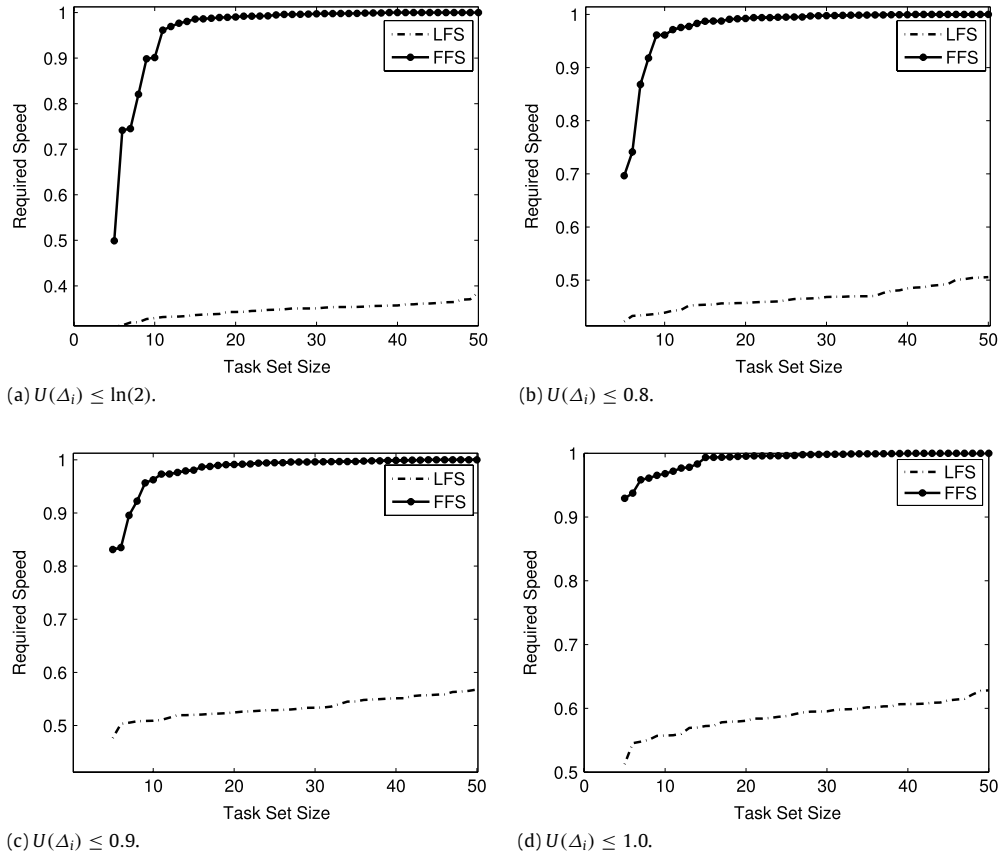 1
0.9
0.8
0.7
0.6
0.5
0.4
Required Speed
LFS
FFS
0 10 20 30 40 50
Task Set Size
(a) U(Δi) ≤ ln(2).
1
0.9
0.8
0.7
0.6
0.5
Required Speed
LFS
FFS
10 20 30 40 50
Task Set Size
(b) U(Δi) ≤ 0.8.
1
0.9
0.8
0.7
0.6
0.5
Required Speed
LFS
FFS
10 20 30 40 50
Task Set Size
(c) U(Δi) ≤ 0.9.
1
0.9
0.8
0.7
0.6
0.5
Required Speed
LFS
FFS
0 10 20 30 40 50
Task Set Size
(d) U(Δi) ≤ 1.0.